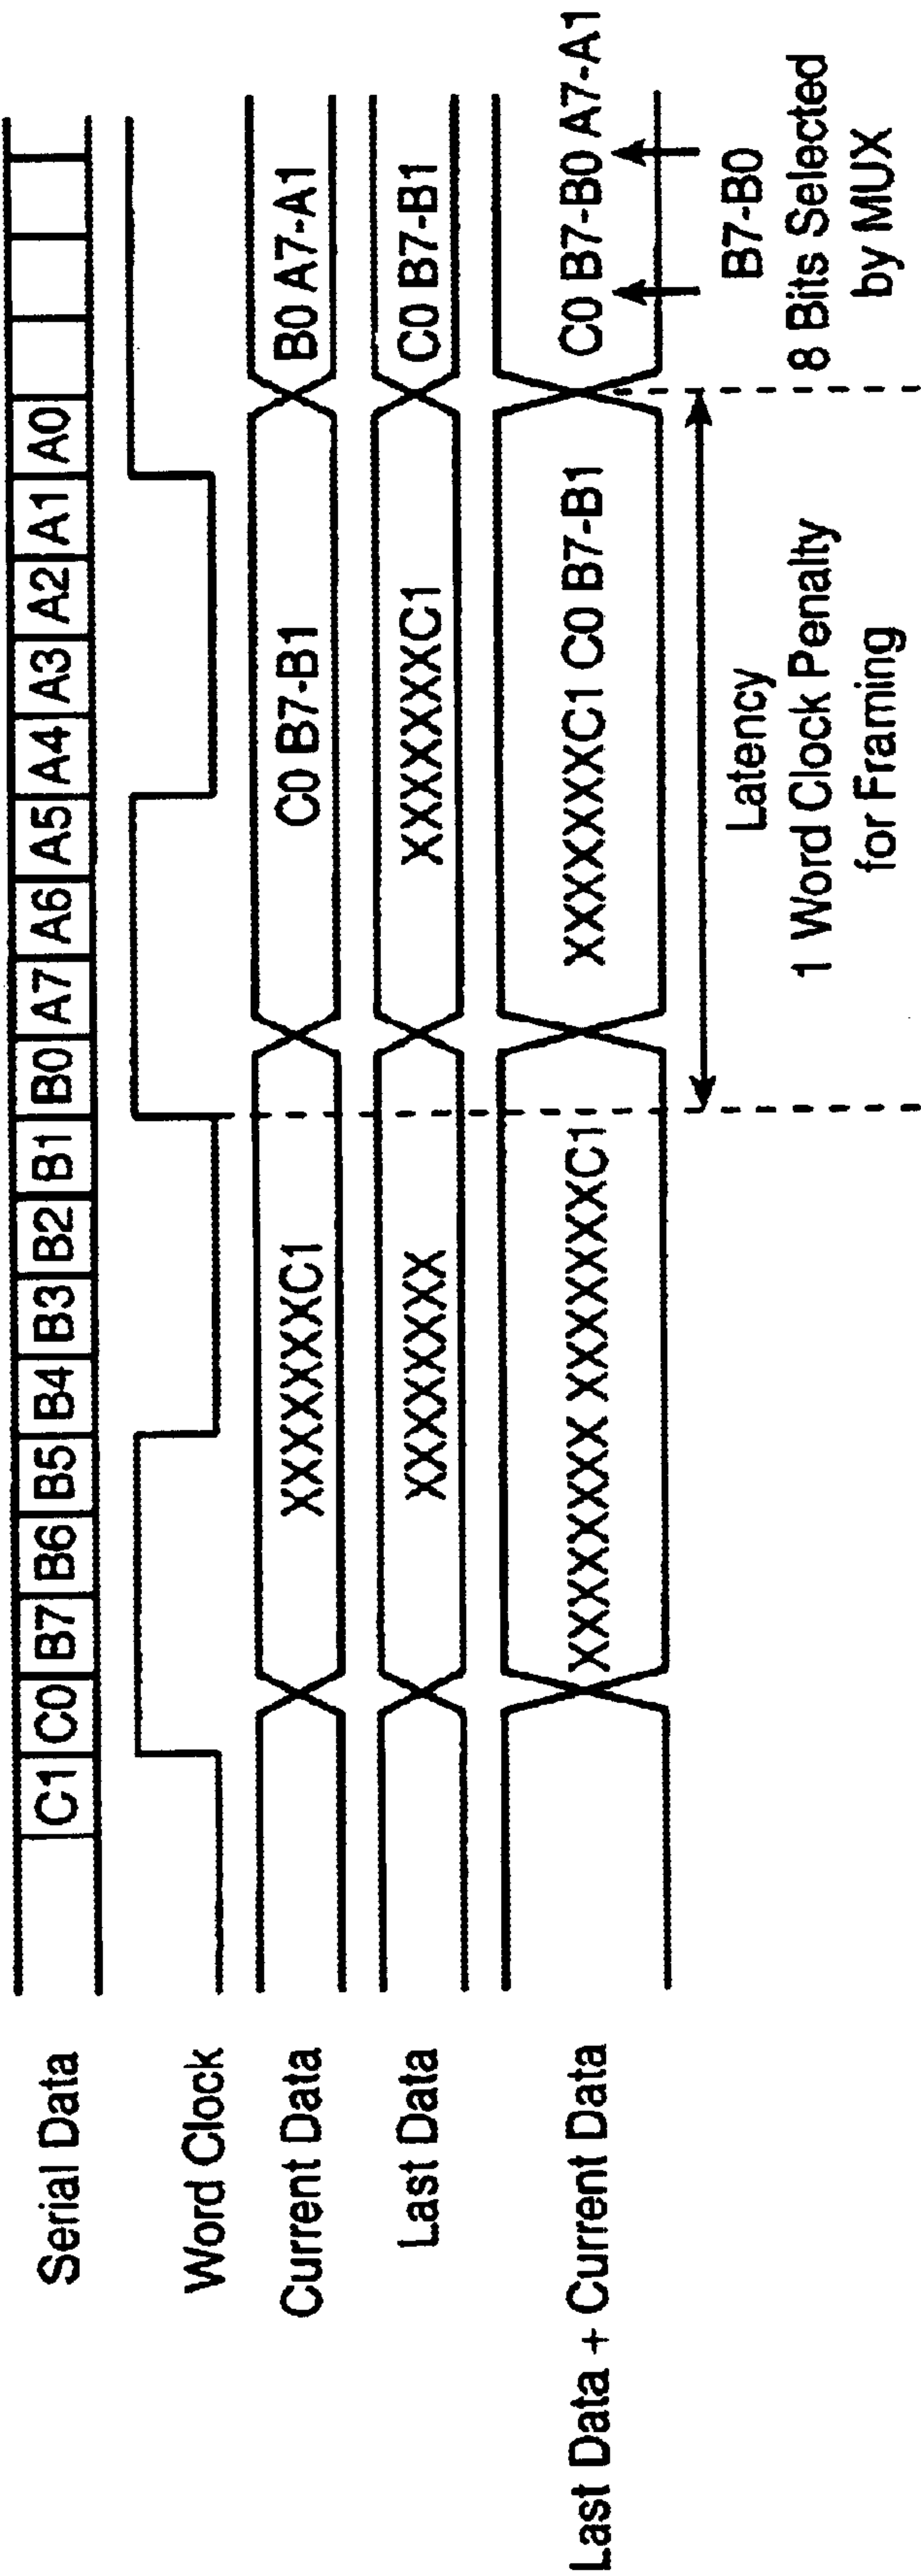 Serial Data C1 C0 B7 B6 B5 B4 B3 B2 B1 B0 A7 A6 A5 A4 A3 A2 A1 A0
Word Clock
Current Data XXXXXXXC1 C0 B7-B1 B0 A7-A1
Last Data XXXXXXXX XXXXXXXC1 C0 B7-B1
Last Data + Current Data XXXXXXXX XXXXXXXC1 XXXXXXXC1 C0 B7-B1 C0 B7-B0 A7-A1
Latency
1 Word Clock Penalty
for Framing
B7-B0
8 Bits Selected
by MUX